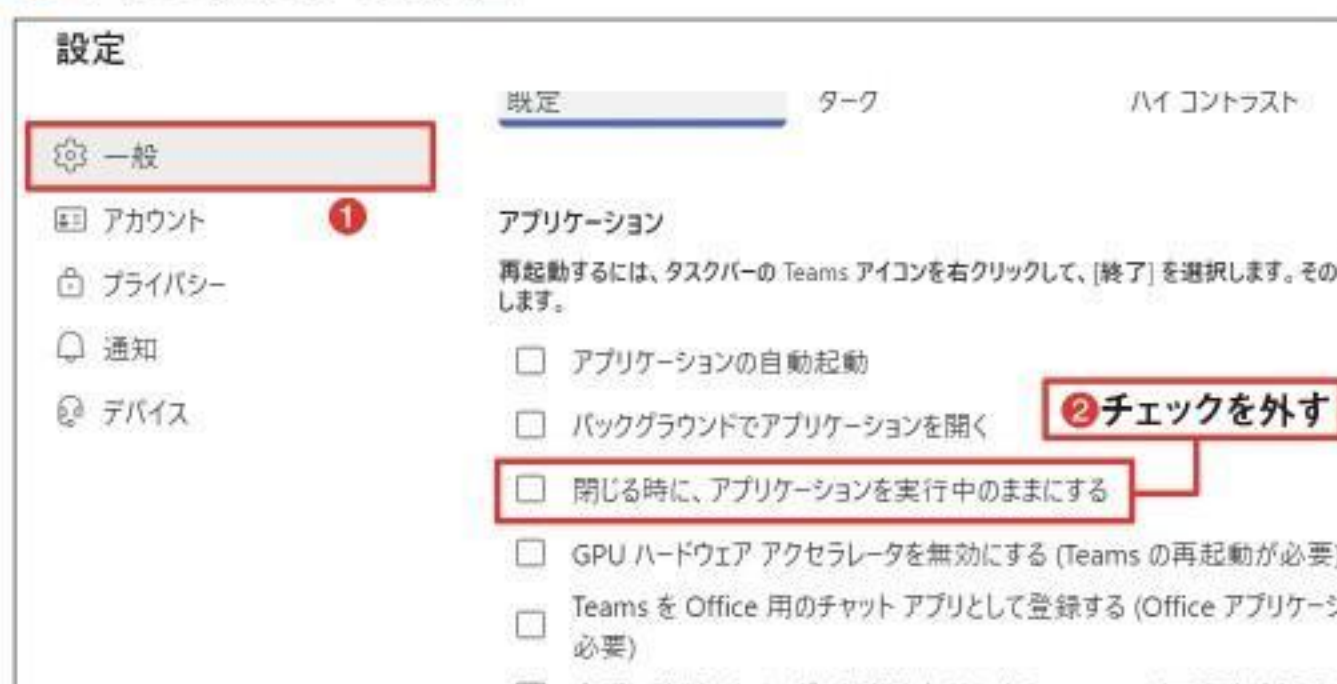 設定
既定
ダーク
ハイ コントラスト
一般
アカウント
❶
プライバシー
通知
デバイス
アプリケーション
再起動するには、タスクバーの Teams アイコンを右クリックして、[終了] を選択します。その
します。
アプリケーションの自動起動
バックグラウンドでアプリケーションを開く
❷チェックを外す
閉じる時に、アプリケーションを実行中のままにする
GPU ハードウェア アクセラレータを無効にする (Teams の再起動が必要)
Teams を Office 用のチャット アプリとして登録する (Office アプリケーシ
必要)